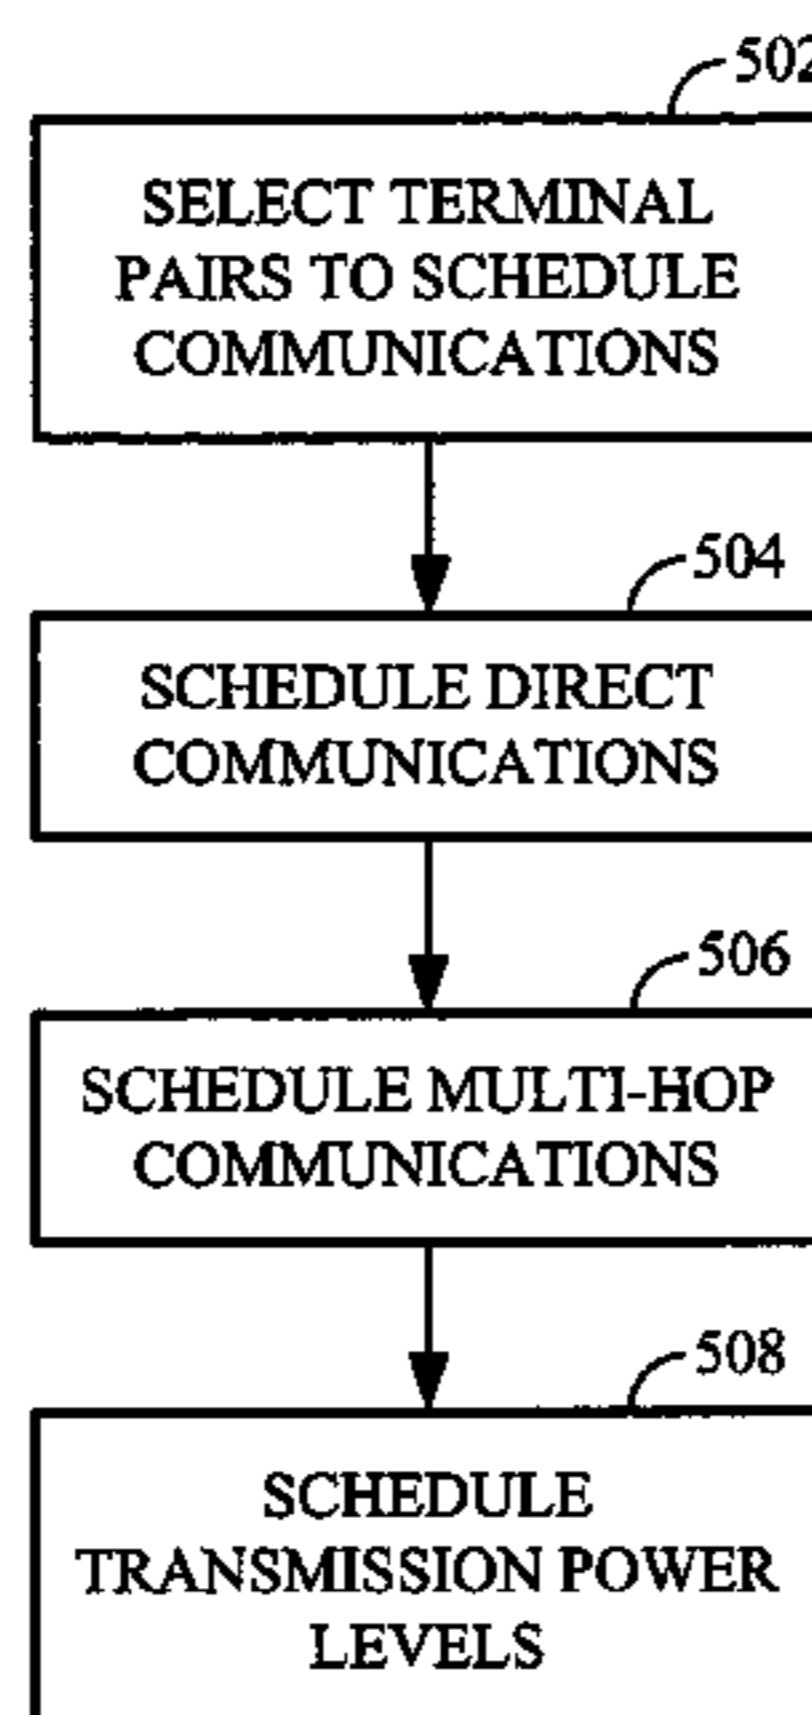 502
SELECT TERMINAL
PAIRS TO SCHEDULE
COMMUNICATIONS
504
SCHEDULE DIRECT
COMMUNICATIONS
506
SCHEDULE MULTI-HOP
COMMUNICATIONS
508
SCHEDULE
TRANSMISSION POWER
LEVELS